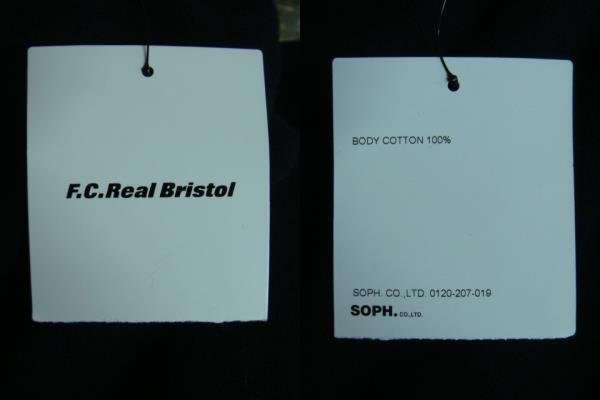 F.C.Real Bristol
BODY COTTON 100%
SOPH. CO.,LTD. 0120-207-019
SOPH. CO.,LTD.